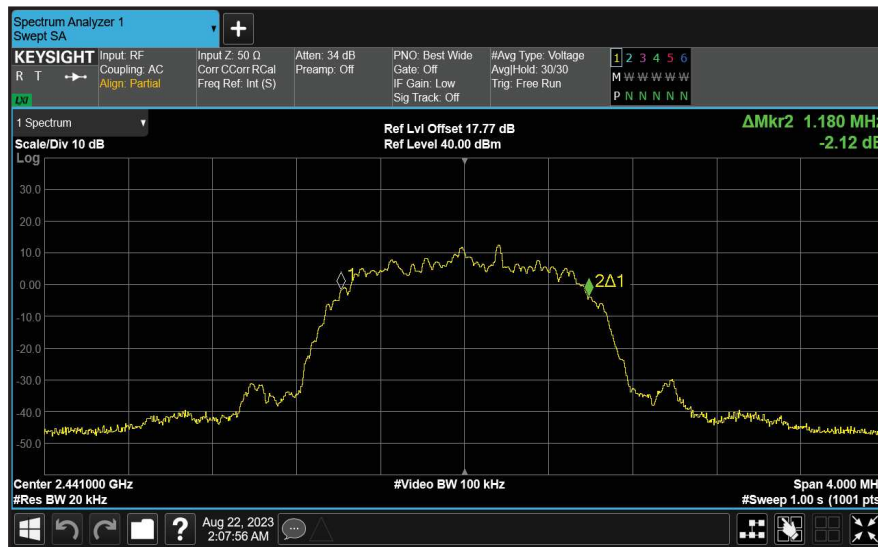 Spectrum Analyzer 1
Swept SA
+
KEYSIGHT
R T
LXI
Input: RF
Coupling: AC
Align: Partial
Input Z: 50 Ω
Corr CCorr RCal
Freq Ref: Int (S)
Atten: 34 dB
Preamp: Off
PNO: Best Wide
Gate: Off
IF Gain: Low
Sig Track: Off
#Avg Type: Voltage
Avg|Hold: 30/30
Trig: Free Run
1 2 3 4 5 6
M W W W W W
P N N N N N
1 Spectrum
Scale/Div 10 dB
Log
Ref Lvl Offset 17.77 dB
Ref Level 40.00 dBm
ΔMkr2 1.180 MHz
-2.12 dB
30.0
20.0
10.0
0.00
-10.0
-20.0
-30.0
-40.0
-50.0
1
2Δ1
Center 2.441000 GHz
#Res BW 20 kHz
#Video BW 100 kHz
Span 4.000 MH
#Sweep 1.00 s (1001 pts
?
Aug 22, 2023
2:07:56 AM